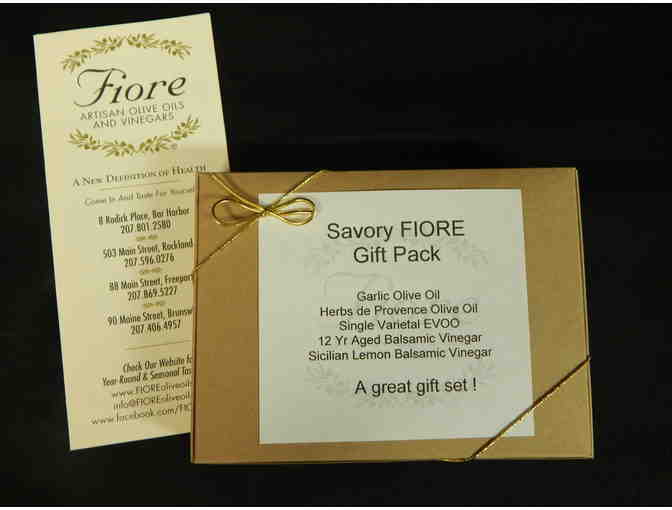 Fiore
ARTISAN OLIVE OILS
AND VINEGARS
A NEW DEFINITION OF HEALTH
Come In And Taste For Yourself
8 Rodick Place, Bar Harbor
207.801.2580
503 Main Street, Rockland
207.596.0276
88 Main Street, Freeport
207.869.5227
90 Maine Street, Brunsw
207 406 4957
Check Our Website fo
Year-Round & Seasonal Tas
www.FIOREoliveoils
info@FIOREoliveoils
www.facebook.com/FIO
Savory FIORE
Gift Pack
Garlic Olive Oil
Herbs de Provence Olive Oil
Single Varietal EVOO
12 Yr Aged Balsamic Vinegar
Sicilian Lemon Balsamic Vinegar
A great gift set !